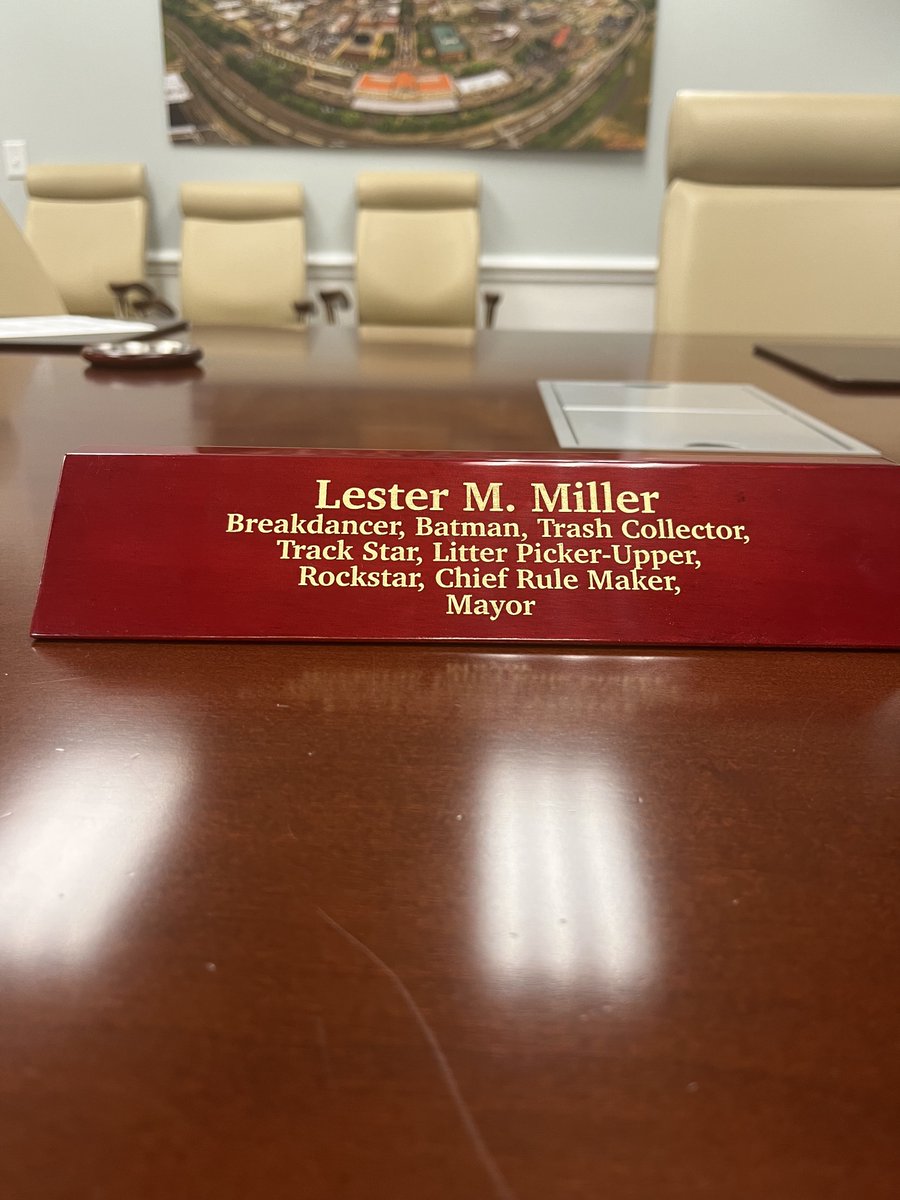 Lester M. Miller
Breakdancer, Batman, Trash Collector,
Track Star, Litter Picker-Upper,
Rockstar, Chief Rule Maker,
Mayor